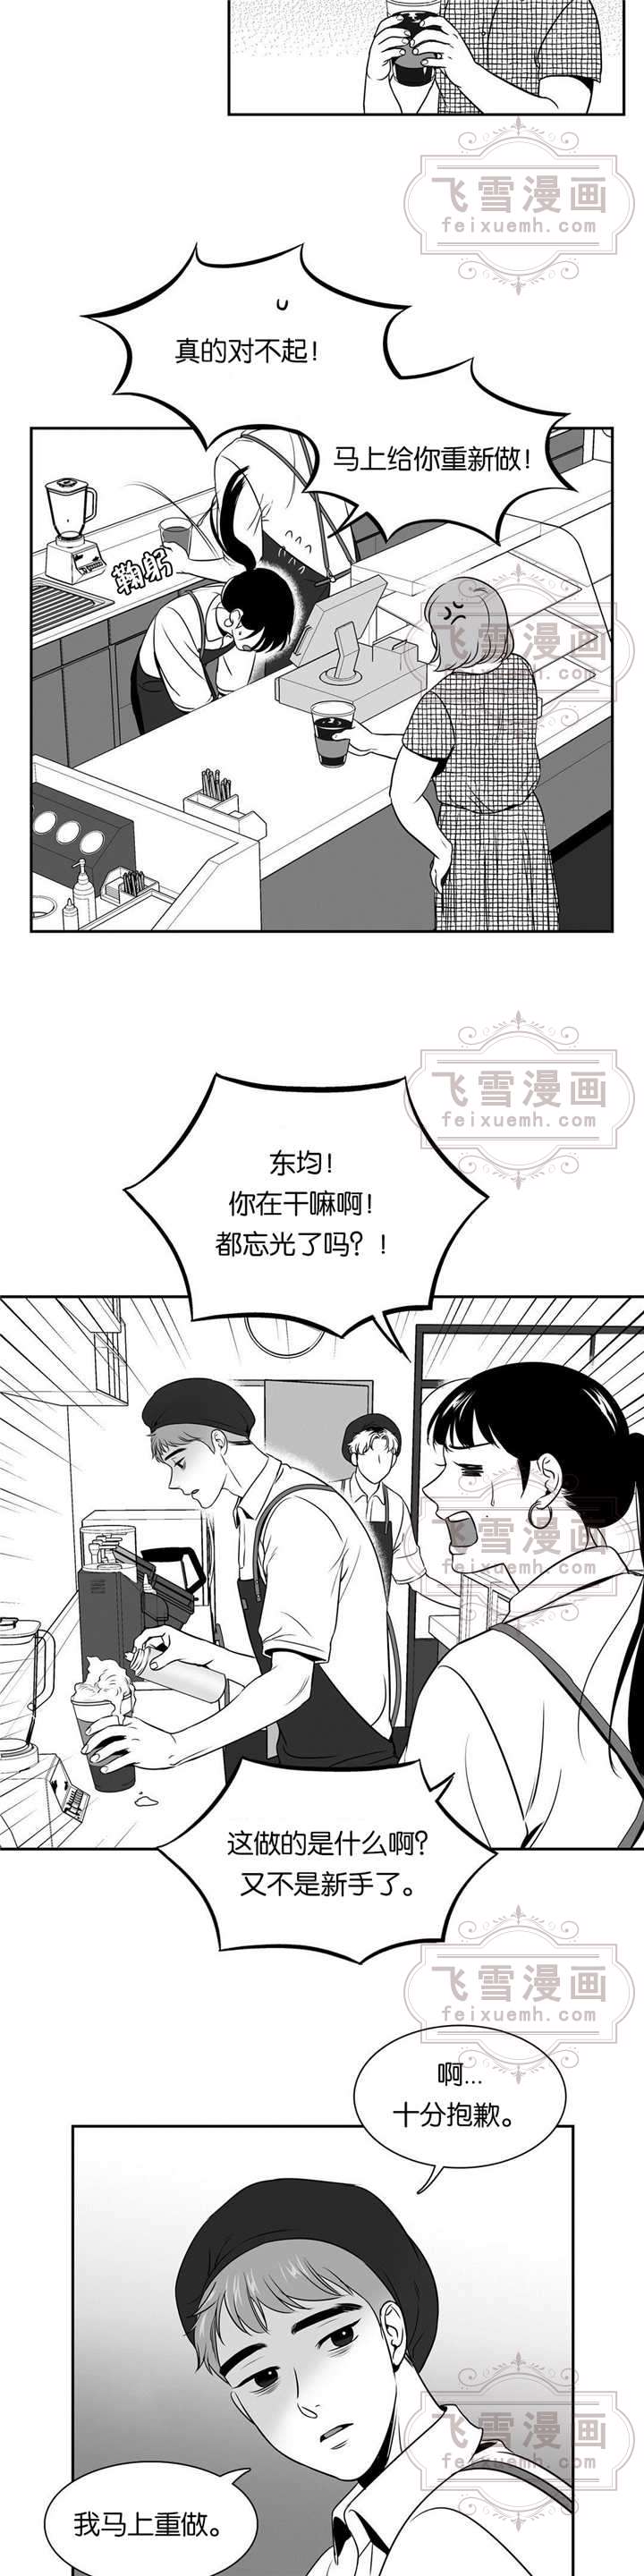 飞雪漫画
feixuemh.com
真的对不起！
马上给你重新做！
鞠躬
飞雪漫画
feixuemh.com
飞雪漫画
feixuemh.com
东均！
你在干嘛啊！
都忘光了吗？！
飞雪漫画
feixuemh.com
这做的是什么啊？
又不是新手了。
飞雪漫画
feixuemh.com
啊...
十分抱歉。
飞雪漫画
feixuemh.com
我马上重做。